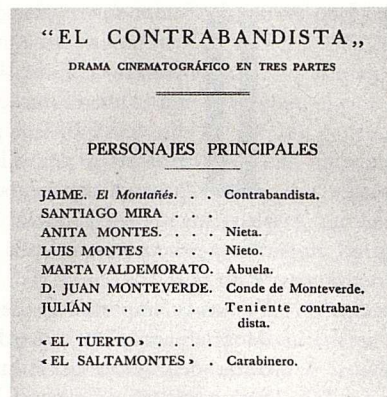 “EL CONTRABANDISTA„
DRAMA CINEMATOGRÁFICO EN TRES PARTES
PERSONAJES PRINCIPALES
JAIME. El Montañés. . . Contrabandista.
SANTIAGO MIRA . . .
ANITA MONTES. . . . Nieta.
LUIS MONTES . . . . Nieto.
MARTA VALDEMORATO. Abuela.
D. JUAN MONTEVERDE. Conde de Monteverde.
JULIÁN . . . . . . . Teniente contraban-
dista.
«EL TUERTO» . . . .
«EL SALTAMONTES» . Carabinero.